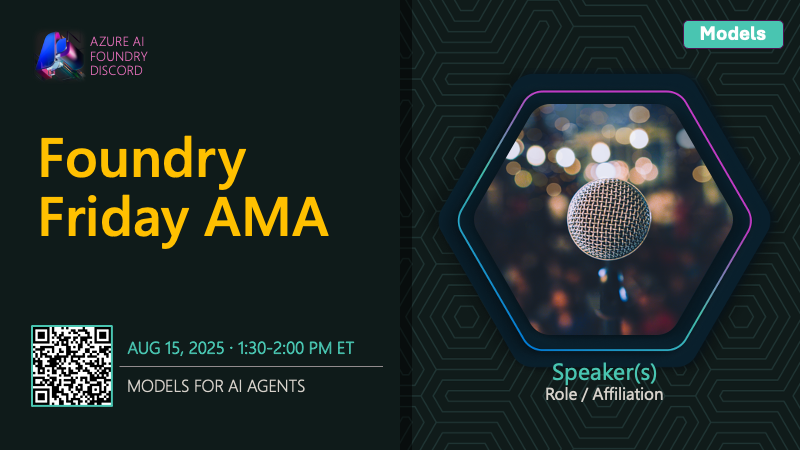 AZURE AI
FOUNDRY
DISCORD
Models
Foundry
Friday AMA
AUG 15, 2025 · 1:30-2:00 PM ET
MODELS FOR AI AGENTS
Speaker(s)
Role / Affiliation